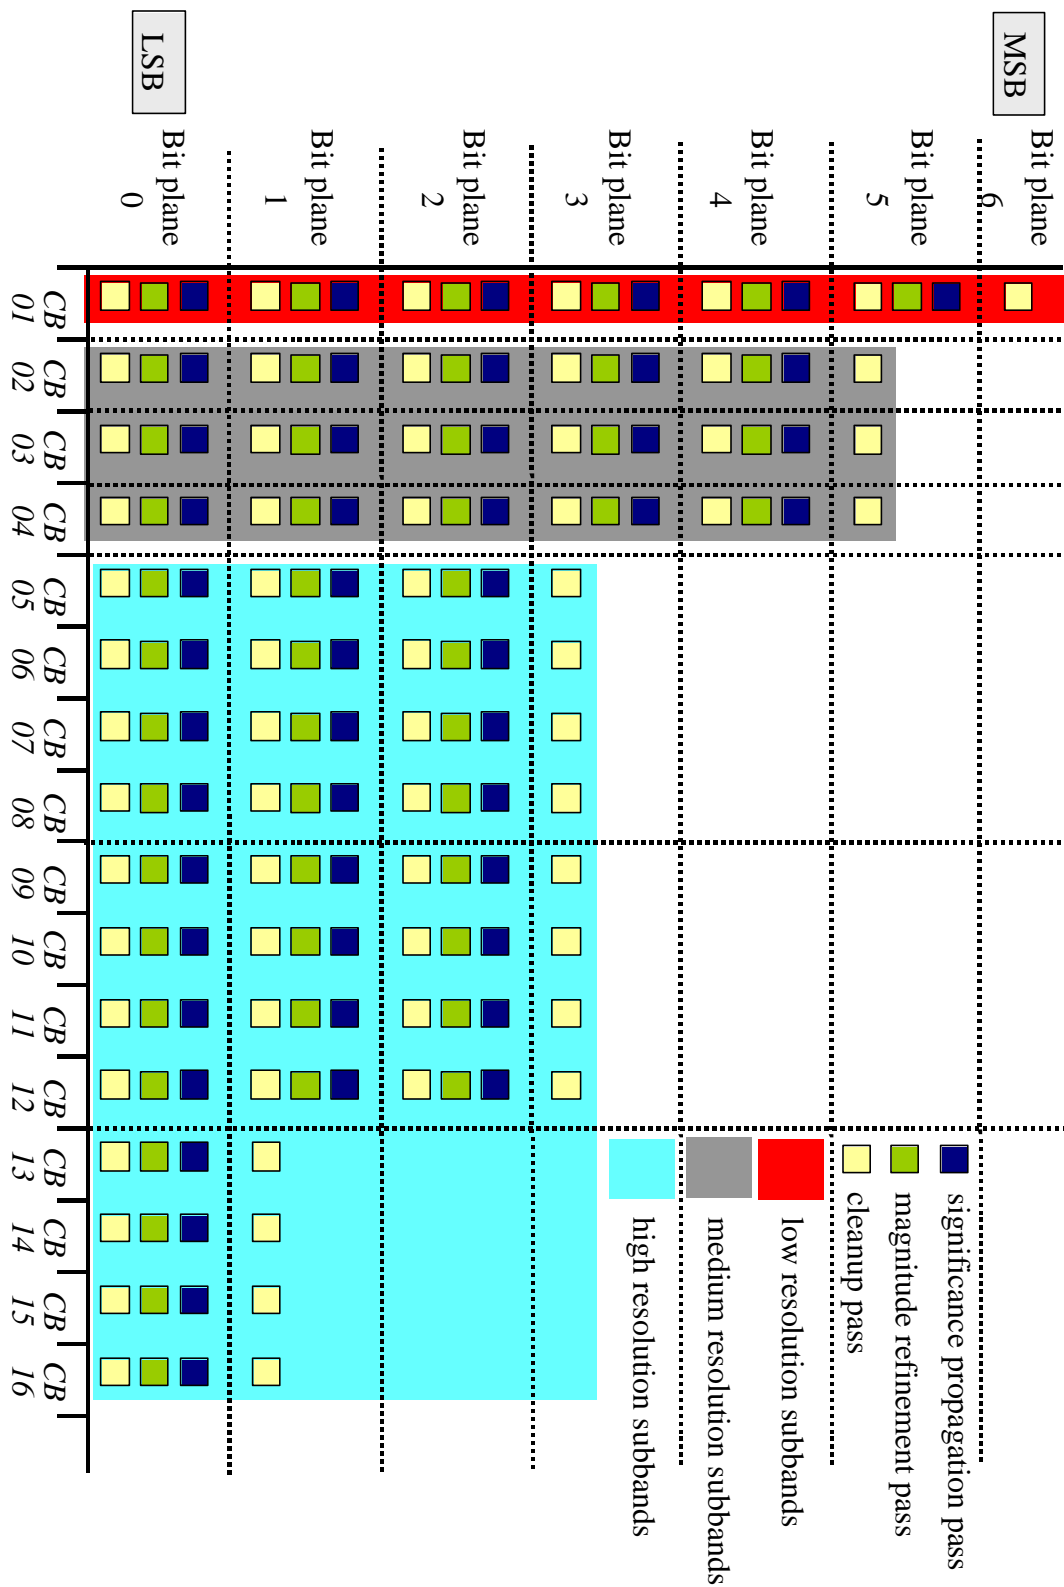 MSB
LSB
Bit plane
6
Bit plane
5
Bit plane
4
Bit plane
3
Bit plane
2
Bit plane
1
Bit plane
0
significance propagation pass
magnitude refinement pass
cleanup pass
low resolution subbands
medium resolution subbands
high resolution subbands
CB
01
CB
02
CB
03
CB
04
CB
05
CB
06
CB
07
CB
08
CB
09
CB
10
CB
11
CB
12
CB
13
CB
14
CB
15
CB
16